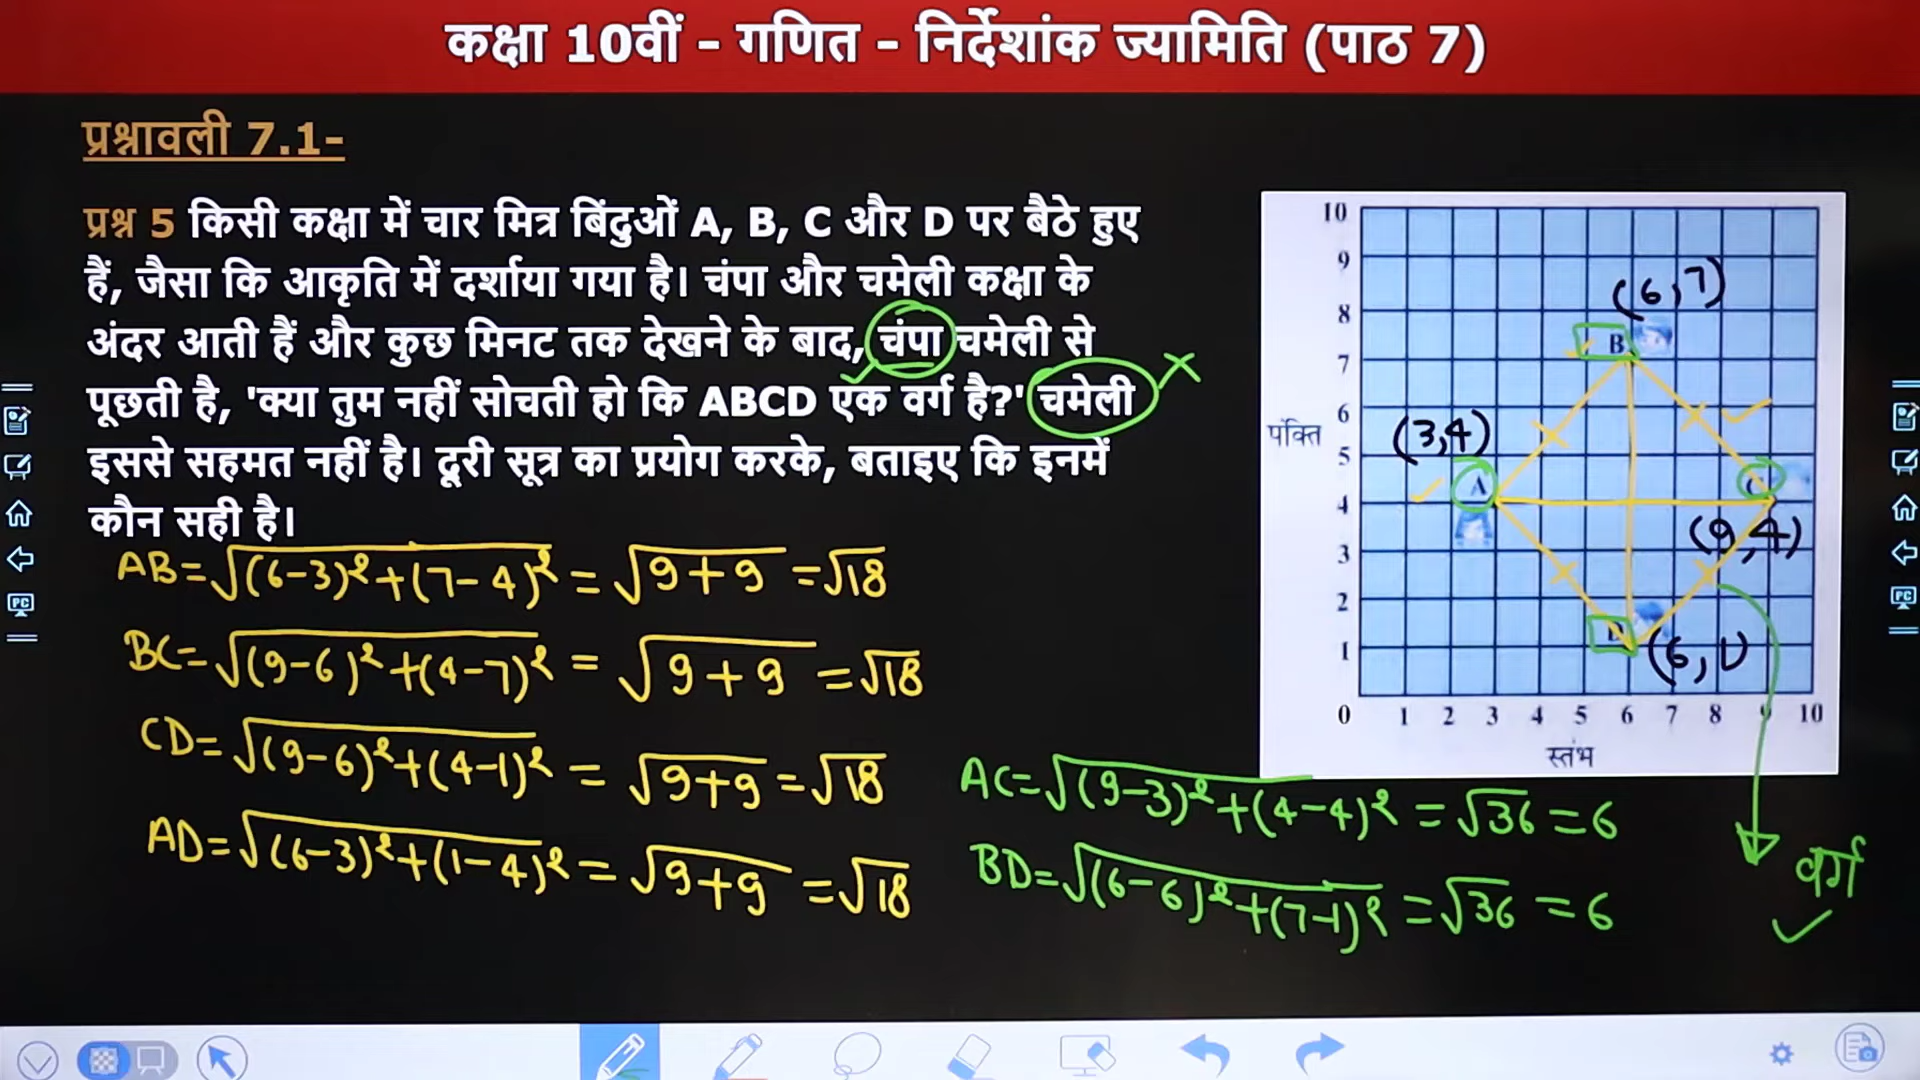 कक्षा 10वीं - गणित - निर्देशांक ज्यामिति (पाठ 7)
प्रश्नावली 7.1-
प्रश्न 5 किसी कक्षा में चार मित्र बिंदुओं A, B, C और D पर बैठे हुए
हैं, जैसा कि आकृति में दर्शाया गया है। चंपा और चमेली कक्षा के
अंदर आती हैं और कुछ मिनट तक देखने के बाद, चंपा चमेली से
पूछती है, 'क्या तुम नहीं सोचती हो कि ABCD एक वर्ग है?' चमेली
इससे सहमत नहीं है। दूरी सूत्र का प्रयोग करके, बताइए कि इनमें
कौन सही है।
AB=√(6-3)²+(7-4)² = √9+9 =√18
BC=√(9-6)²+(4-7)² = √9+9 =√18
CD=√(9-6)²+(4-1)² = √9+9 =√18
AD=√(6-3)²+(1-4)² = √9+9 =√18
AC=√(9-3)²+(4-4)² =√36 =6
BD=√(6-6)²+(7-1)² =√36 =6
वर्ग
10
9
8
7
6
5
4
3
2
1
0 1 2 3 4 5 6 7 8 9 10
पंक्ति
स्तंभ
(6,7)
B
(3,4)
A
C
(9,4)
D
(6,1)
PC
PC